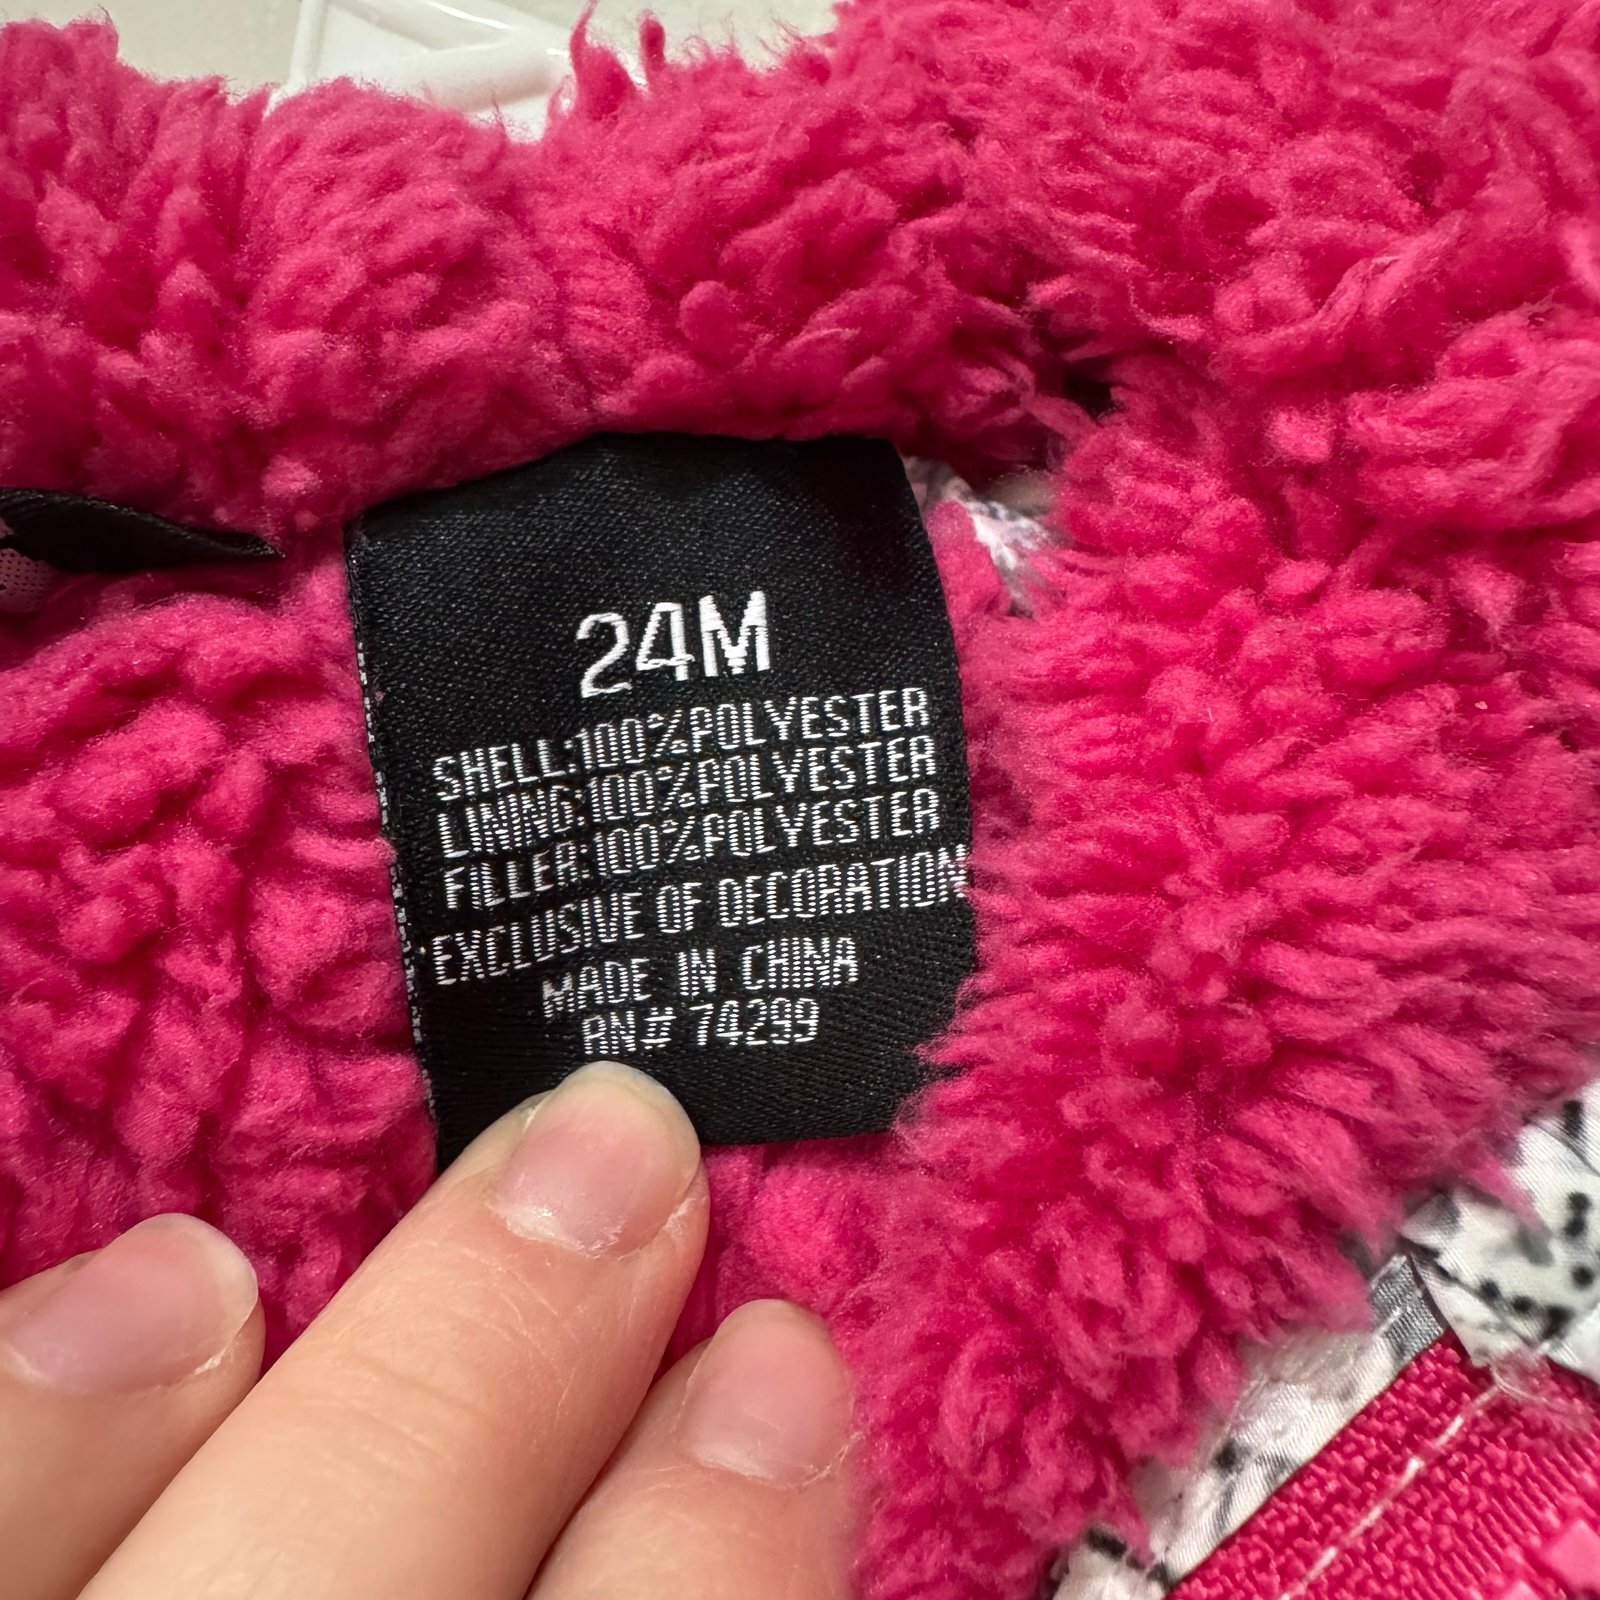 24M
SHELL:100%POLYESTER
LINING:100%POLYESTER
FILLER:100%POLYESTER
EXCLUSIVE OF DECORATION
MADE IN CHINA
RN# 74299